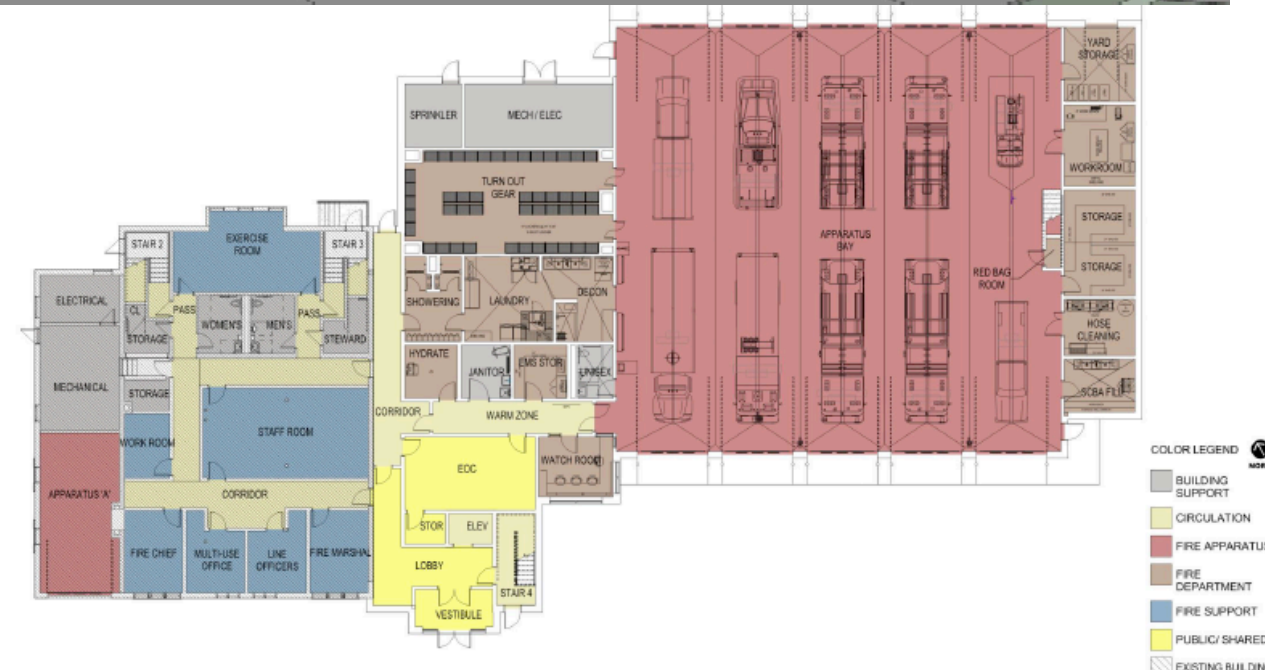 YARD
STORAGE
SPRINKLER
MECH / ELEC
WORKROOM
TURN OUT
GEAR
STORAGE
STAIR 2
EXERCISE
ROOM
STAIR 3
APPARATUS
BAY
STORAGE
RED BAG
ROOM
ELECTRICAL
CL
PASS
WOMEN'S
MEN'S
PASS
SHOWERING
LAUNDRY
DECON
STORAGE
STEWARD
HOSE
CLEANING
HYDRATE
JANITOR
EMS STOR
UNISEX
MECHANICAL
STORAGE
SCBA FILL
CORRIDOR
WARM ZONE
WORK ROOM
STAFF ROOM
EOC
WATCH ROOM
APPARATUS 'A'
CORRIDOR
STOR
ELEV
FIRE CHIEF
MULTI-USE
OFFICE
LINE
OFFICERS
FIRE MARSHAL
LOBBY
STAIR 4
VESTIBULE
COLOR LEGEND
BUILDING
SUPPORT
CIRCULATION
FIRE APPARATUS
FIRE
DEPARTMENT
FIRE SUPPORT
PUBLIC/ SHARED
EXISTING BUILDING